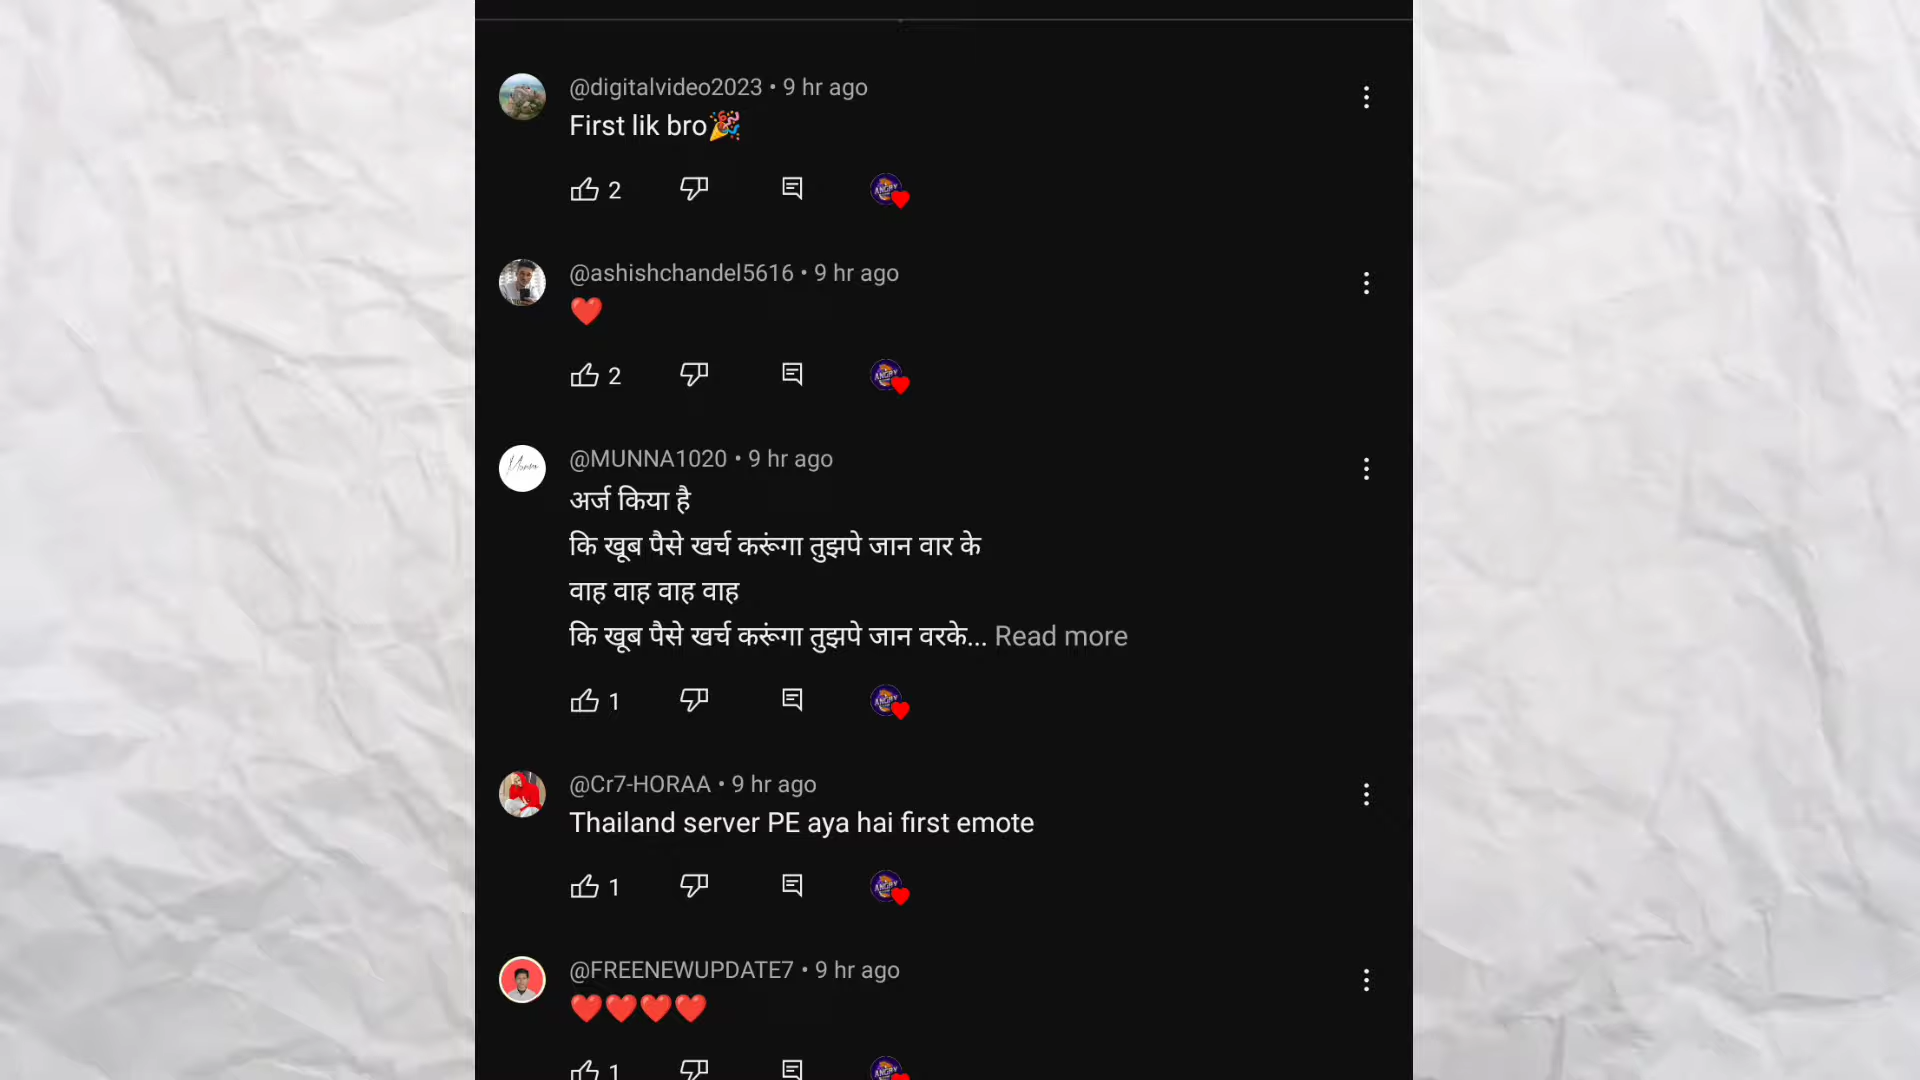 @digitalvideo2023 • 9 hr ago
First lik bro🎉
2
@ashishchandel5616 • 9 hr ago
❤️
2
@MUNNA1020 • 9 hr ago
अर्ज किया है
कि खूब पैसे खर्च करूंगा तुझपे जान वार के
वाह वाह वाह वाह
कि खूब पैसे खर्च करूंगा तुझपे जान वरके... Read more
1
@Cr7-HORAA • 9 hr ago
Thailand server PE aya hai first emote
1
@FREENEWUPDATE7 • 9 hr ago
❤️❤️❤️❤️
1